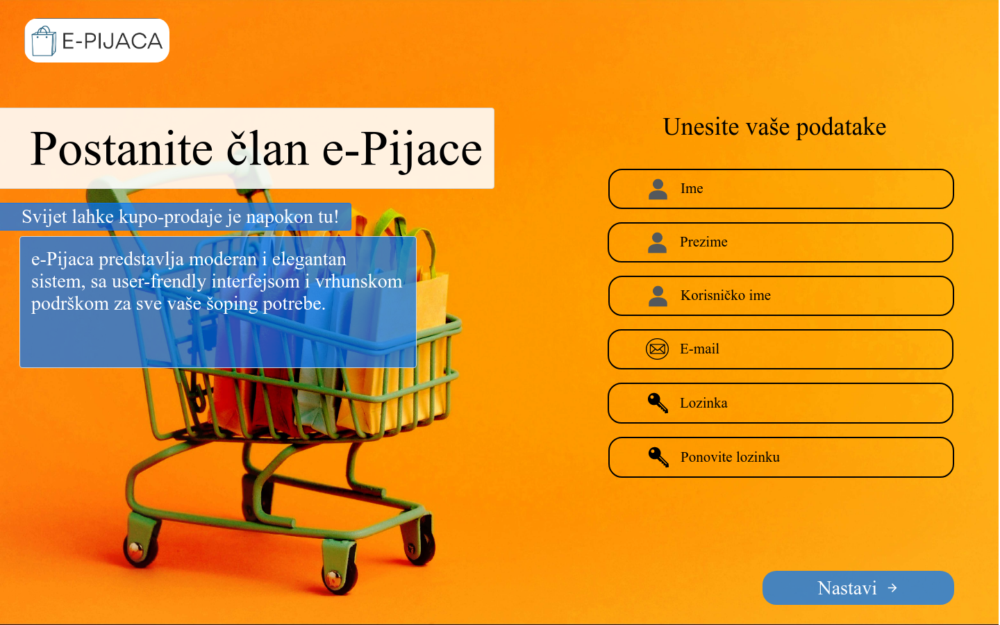 E-PIJACA
Postanite član e-Pijace
Svijet lahke kupo-prodaje je napokon tu!
e-Pijaca predstavlja moderan i elegantan
sistem, sa user-frendly interfejsom i vrhunskom
podrškom za sve vaše šoping potrebe.
Unesite vaše podatake
Ime
Prezime
Korisničko ime
E-mail
Lozinka
Ponovite lozinku
Nastavi →